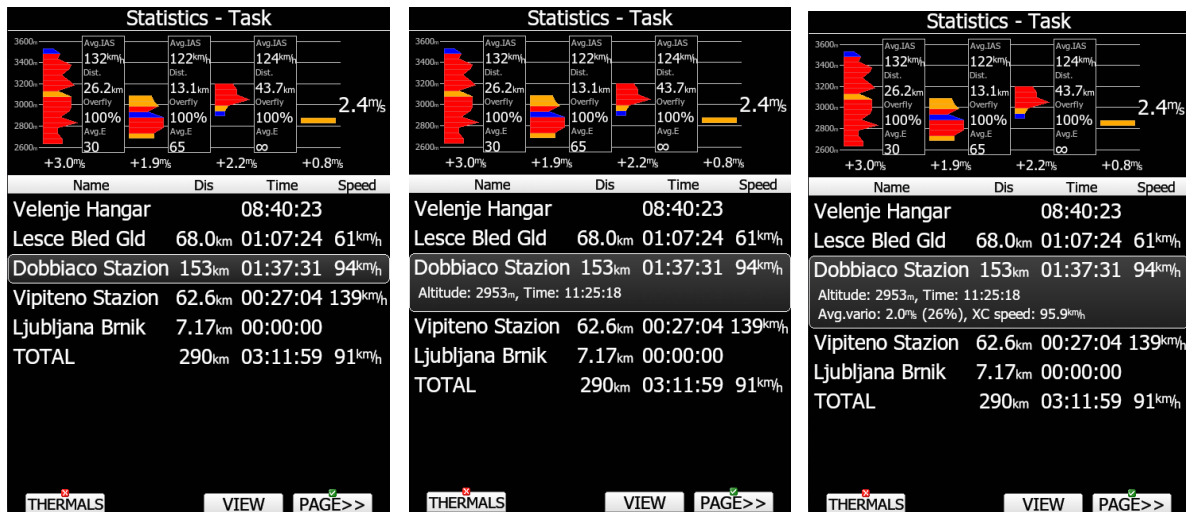 Statistics - Task
3600m
3400m
3200m
3000m
2800m
2600m
Avg.IAS
132km/h
Dist.
26.2km
Overfly
100%
Avg.E
30
Avg.IAS
122km/h
Dist.
13.1km
Overfly
100%
Avg.E
65
Avg.IAS
124km/h
Dist.
43.7km
Overfly
100%
Avg.E
∞
2.4m/s
+3.0m/s +1.9m/s +2.2m/s +0.8m/s
Name Dis Time Speed
Velenje Hangar 08:40:23
Lesce Bled Gld 68.0km 01:07:24 61km/h
Dobbiaco Stazion 153km 01:37:31 94km/h
Vipiteno Stazion 62.6km 00:27:04 139km/h
Ljubljana Brnik 7.17km 00:00:00
TOTAL 290km 03:11:59 91km/h
THERMALS VIEW PAGE>>
Statistics - Task
3600m
3400m
3200m
3000m
2800m
2600m
Avg.IAS
132km/h
Dist.
26.2km
Overfly
100%
Avg.E
30
Avg.IAS
122km/h
Dist.
13.1km
Overfly
100%
Avg.E
65
Avg.IAS
124km/h
Dist.
43.7km
Overfly
100%
Avg.E
∞
2.4m/s
+3.0m/s +1.9m/s +2.2m/s +0.8m/s
Name Dis Time Speed
Velenje Hangar 08:40:23
Lesce Bled Gld 68.0km 01:07:24 61km/h
Dobbiaco Stazion 153km 01:37:31 94km/h
Altitude: 2953m, Time: 11:25:18
Vipiteno Stazion 62.6km 00:27:04 139km/h
Ljubljana Brnik 7.17km 00:00:00
TOTAL 290km 03:11:59 91km/h
THERMALS VIEW PAGE>>
Statistics - Task
3600m
3400m
3200m
3000m
2800m
2600m
Avg.IAS
132km/h
Dist.
26.2km
Overfly
100%
Avg.E
30
Avg.IAS
122km/h
Dist.
13.1km
Overfly
100%
Avg.E
65
Avg.IAS
124km/h
Dist.
43.7km
Overfly
100%
Avg.E
∞
2.4m/s
+3.0m/s +1.9m/s +2.2m/s +0.8m/s
Name Dis Time Speed
Velenje Hangar 08:40:23
Lesce Bled Gld 68.0km 01:07:24 61km/h
Dobbiaco Stazion 153km 01:37:31 94km/h
Altitude: 2953m, Time: 11:25:18
Avg.vario: 2.0m/s (26%), XC speed: 95.9km/h
Vipiteno Stazion 62.6km 00:27:04 139km/h
Ljubljana Brnik 7.17km 00:00:00
TOTAL 290km 03:11:59 91km/h
THERMALS VIEW PAGE>>